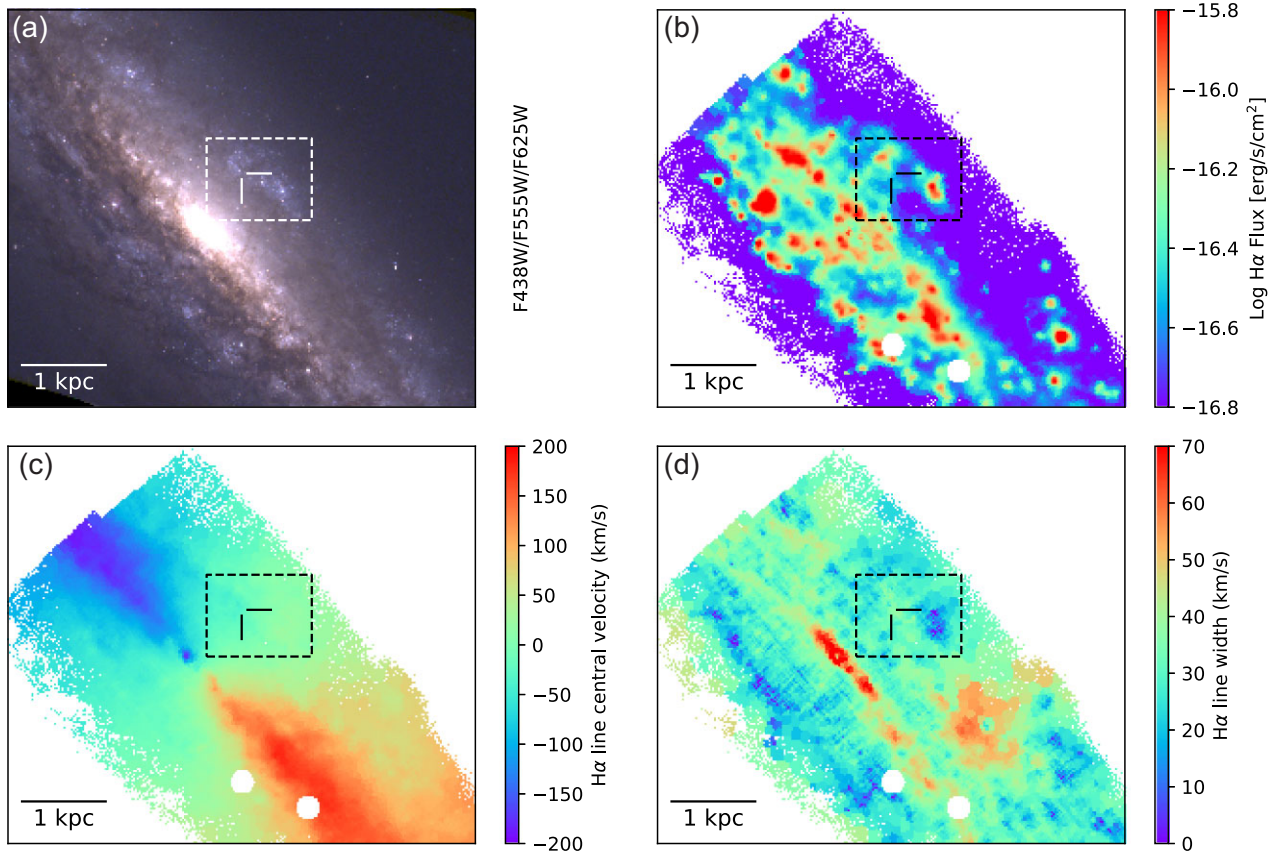 (a)
1 kpc
F438W/F555W/F625W
(b)
1 kpc
−15.8
−16.0
−16.2
−16.4
−16.6
−16.8
Log Hα Flux [erg/s/cm²]
(c)
1 kpc
200
150
100
50
0
−50
−100
−150
−200
Hα line central velocity (km/s)
(d)
1 kpc
70
60
50
40
30
20
10
0
Hα line width (km/s)